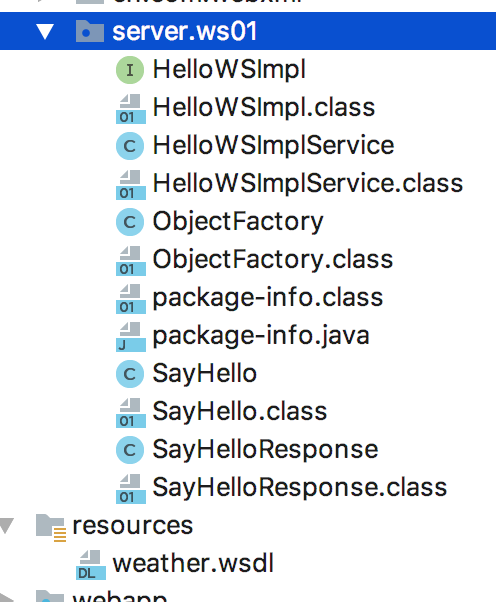 server.ws01
I HelloWSImpl
01 HelloWSImpl.class
C HelloWSImplService
01 HelloWSImplService.class
C ObjectFactory
01 ObjectFactory.class
01 package-info.class
J package-info.java
C SayHello
01 SayHello.class
C SayHelloResponse
01 SayHelloResponse.class
resources
DL weather.wsdl
webapp